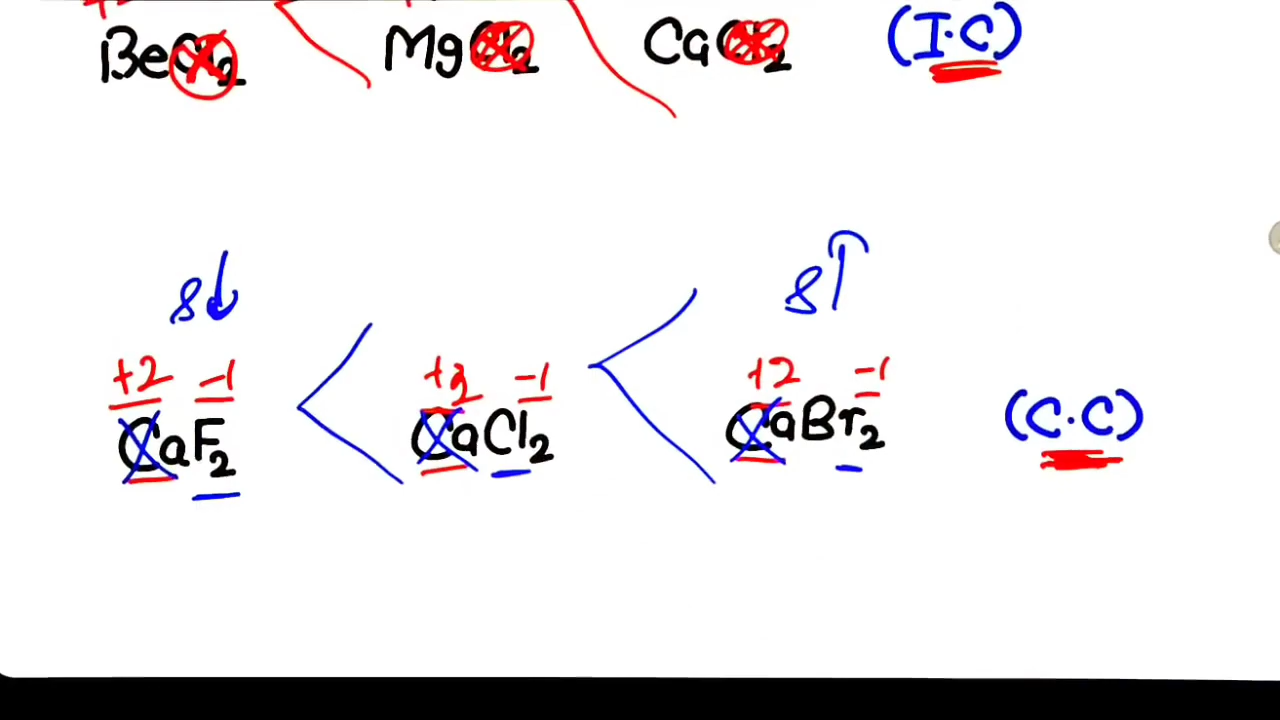 BeCl2 < MgCl2 CaCl2 (I.C)
s↓ s↑
+2 -1 +2 -1 +2 -1
CaF2 < CaCl2 < CaBr2 (C.C)